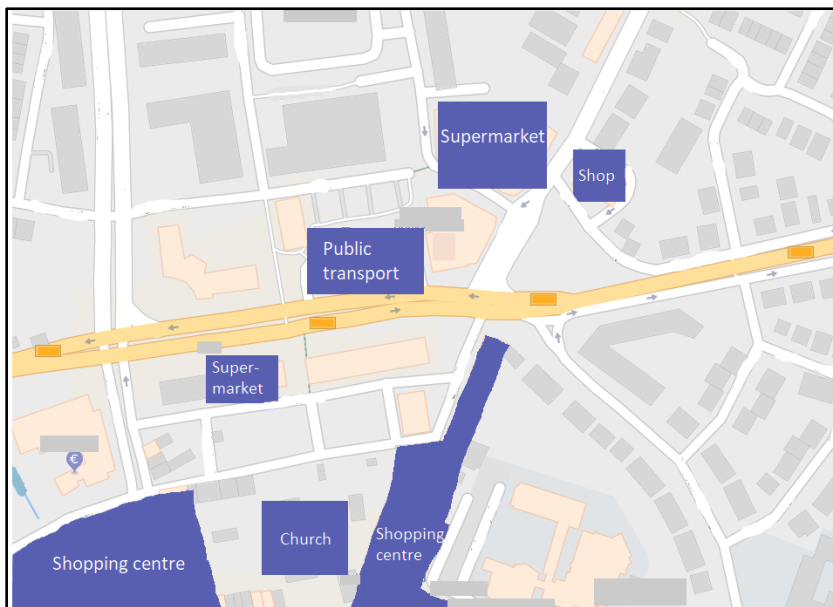 Supermarket
Shop
Public
transport
Super-
market
€
Church
Shopping
centre
Shopping centre